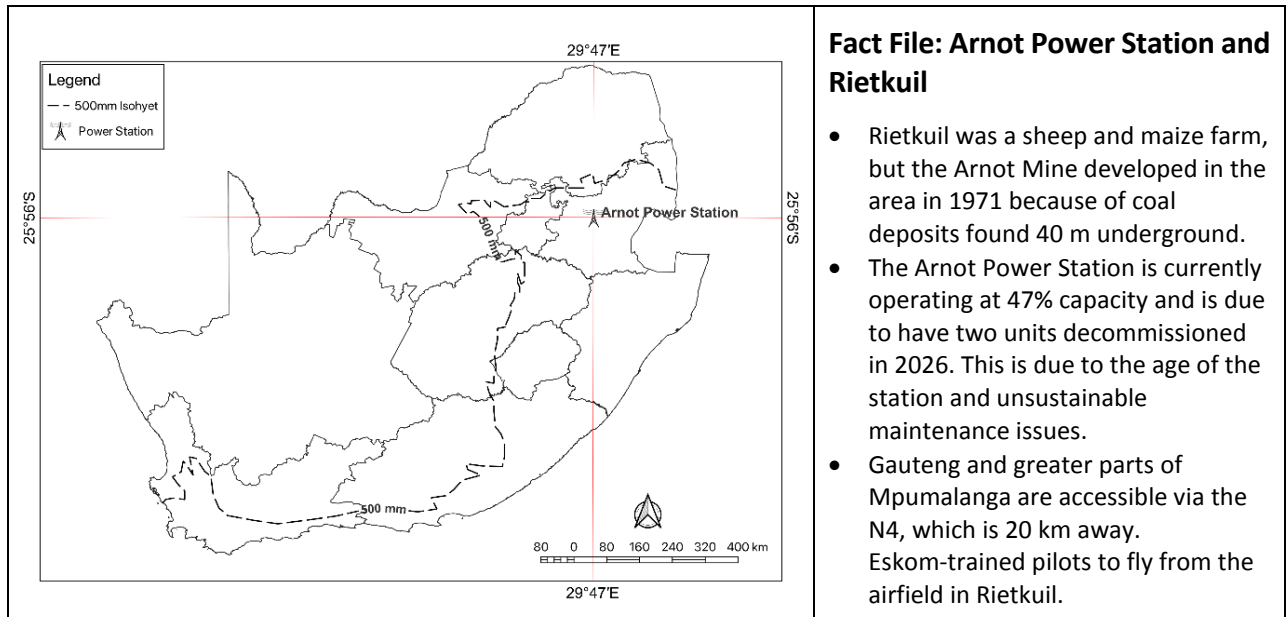 29°47'E
Legend
500mm Isohyet
Power Station
25°56'S
25°56'S
Arnot Power Station
500 mm
500 mm
80 0 80 160 240 320 400 km
29°47'E
Fact File: Arnot Power Station and
Rietkuil
• Rietkuil was a sheep and maize farm,
but the Arnot Mine developed in the
area in 1971 because of coal
deposits found 40 m underground.
• The Arnot Power Station is currently
operating at 47% capacity and is due
to have two units decommissioned
in 2026. This is due to the age of the
station and unsustainable
maintenance issues.
• Gauteng and greater parts of
Mpumalanga are accessible via the
N4, which is 20 km away.
Eskom-trained pilots to fly from the
airfield in Rietkuil.